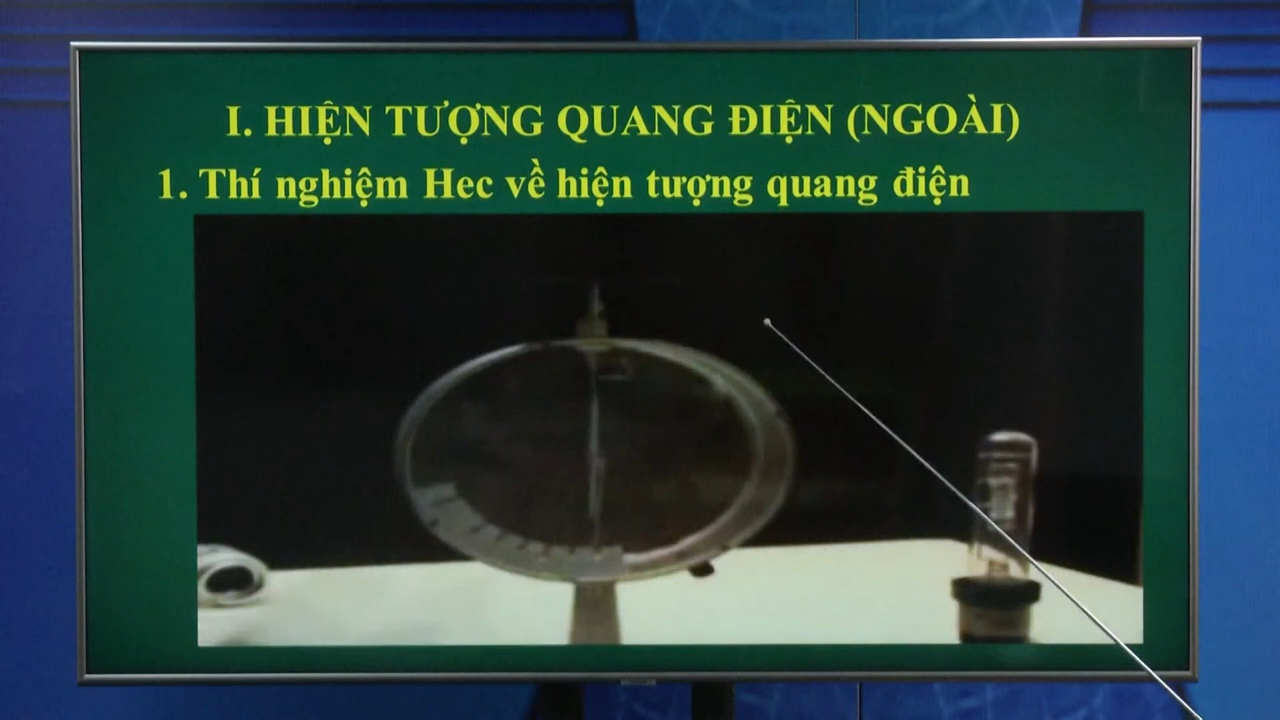 I. HIỆN TƯỢNG QUANG ĐIỆN (NGOÀI)
1. Thí nghiệm Hec về hiện tượng quang điện